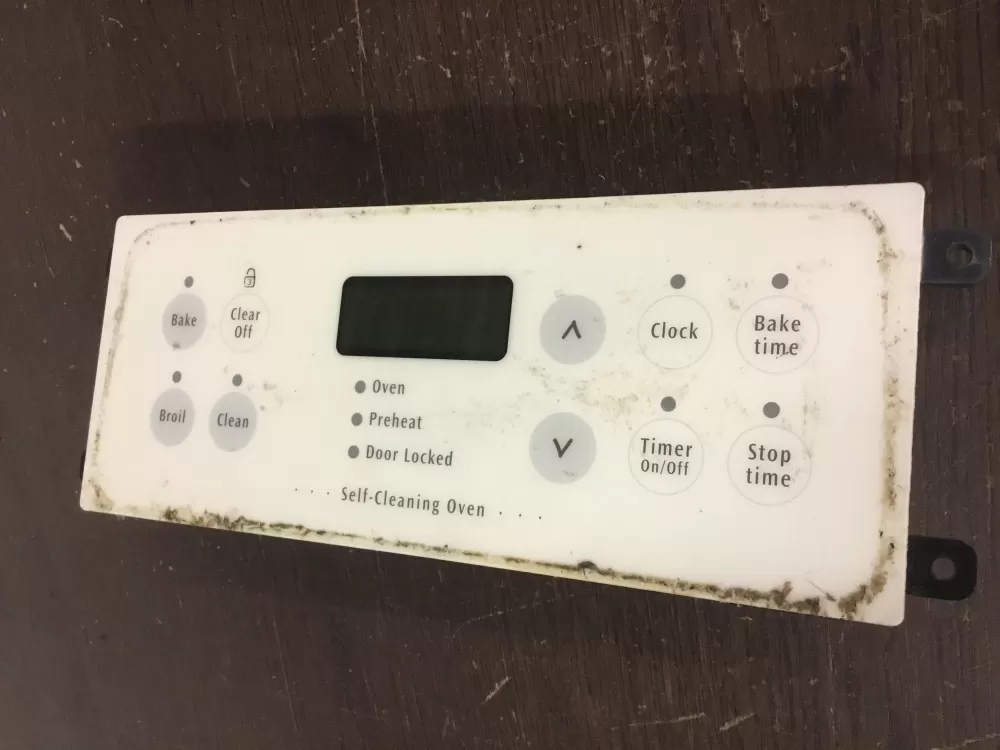 3
Bake
Clear
Off
Broil
Clean
Oven
Preheat
Door Locked
· · · Self-Cleaning Oven · · ·
Clock
Bake
time
Timer
On/Off
Stop
time